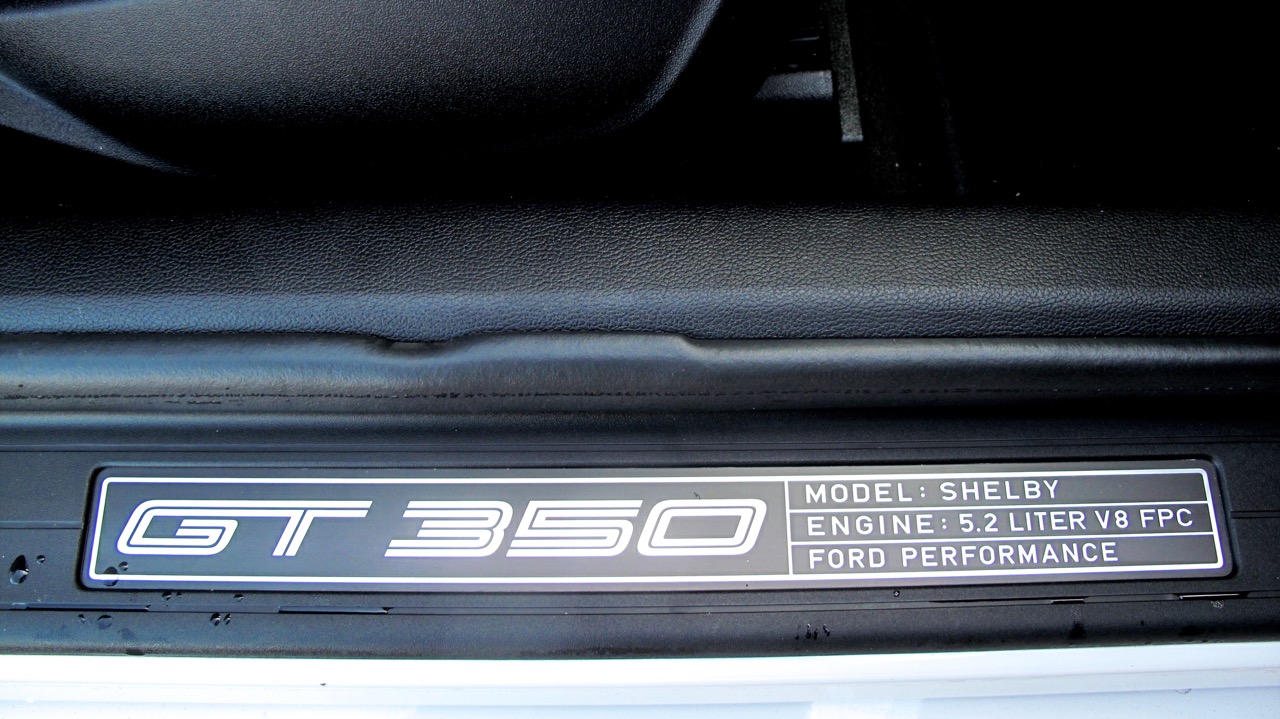 GT 350
MODEL: SHELBY
ENGINE: 5.2 LITER V8 FPC
FORD PERFORMANCE